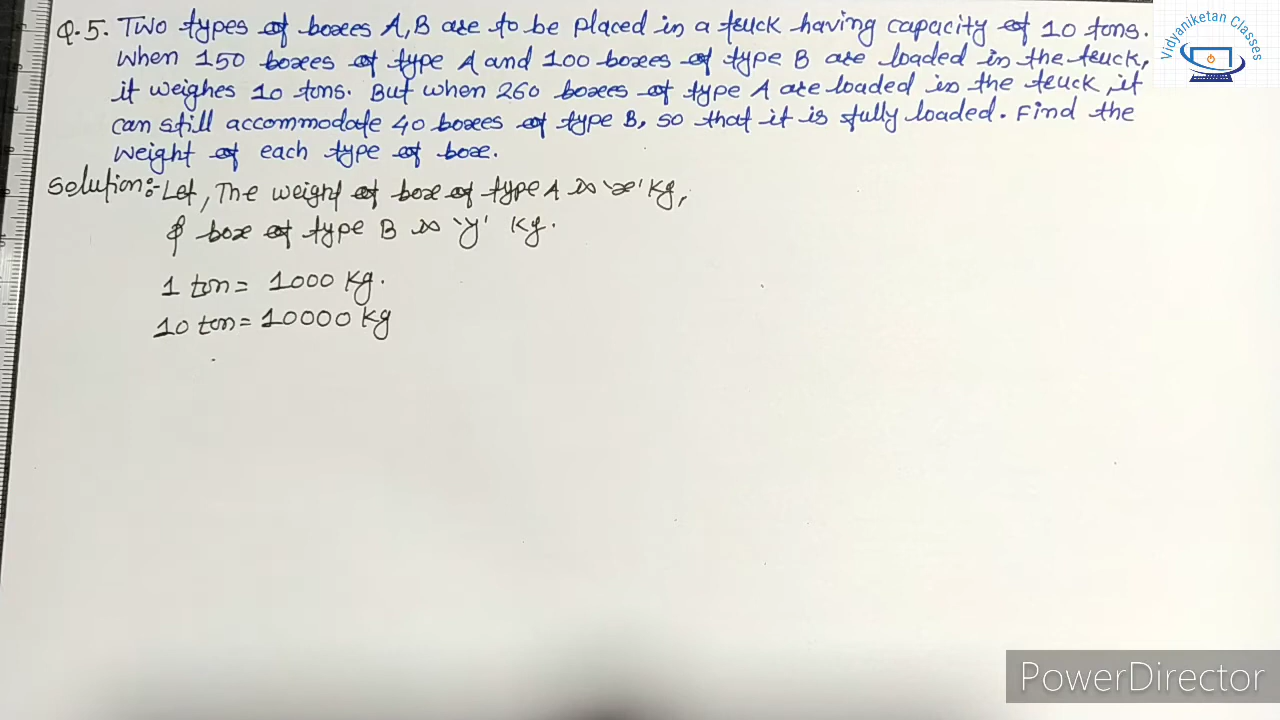 Q.5. Two types of boxes A, B are to be placed in a truck having capacity of 10 tons.
When 150 boxes of type A and 100 boxes of type B are loaded in the truck,
it weighes 10 tons. But when 260 boxes of type A are loaded in the truck, it
can still accommodate 40 boxes of type B, so that it is fully loaded. Find the
weight of each type of box.
Solution:- Let, The weight of box of type A is 'x' Kg,
& box of type B is 'y' Kg.
1 ton = 1000 Kg.
10 ton = 10000 Kg
Vidyaniketan Classes
PowerDirector